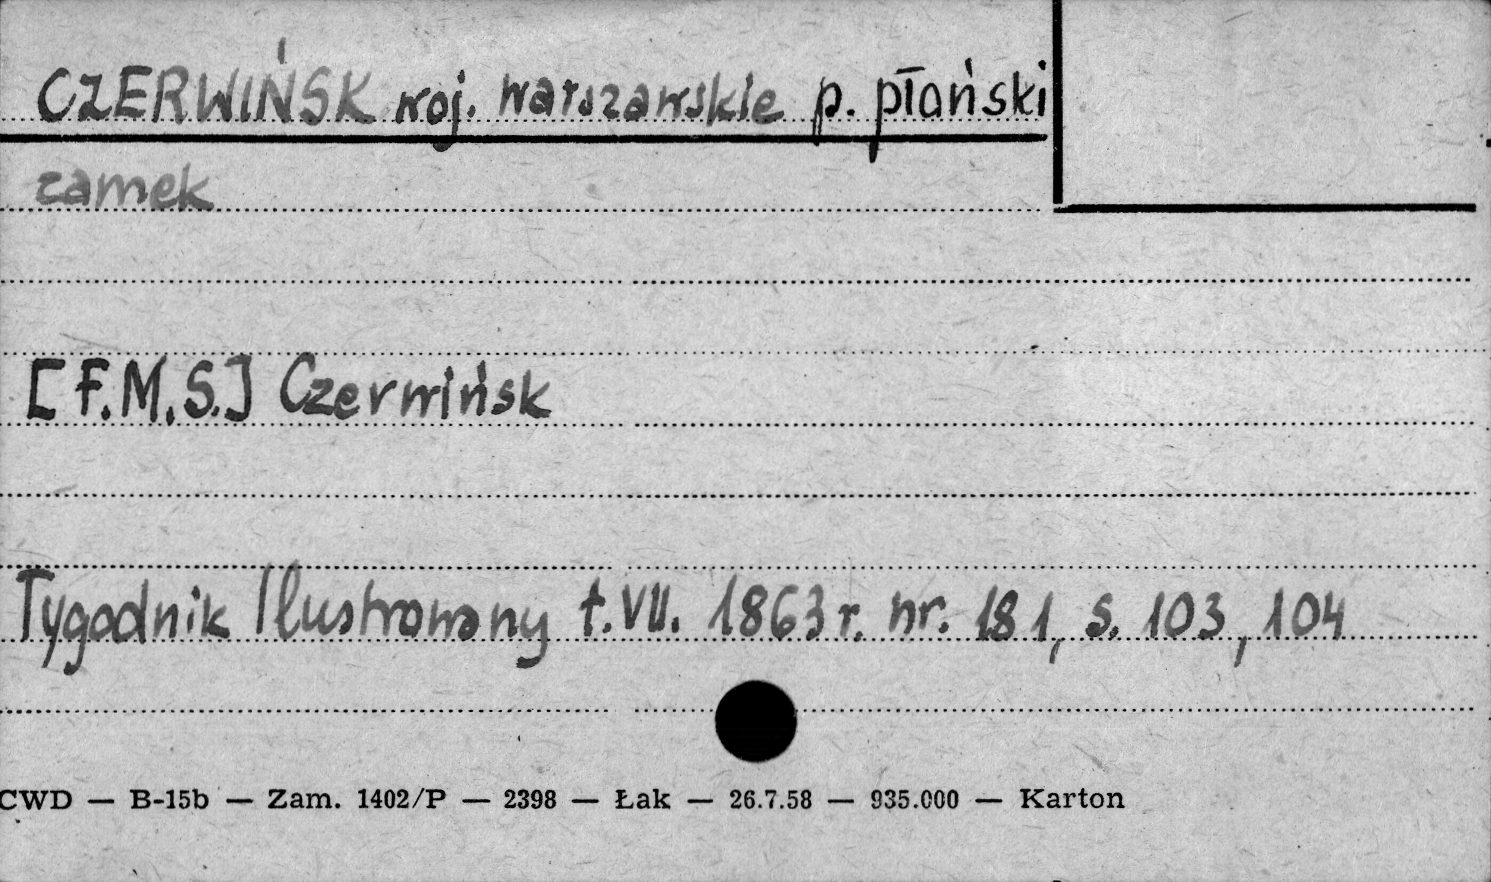 CZERWIŃSK woj. warszawskie p. płoński
zamek
[F.M.S.] Czerwińsk
Tygodnik Ilustrowany t. VII. 1863 r. nr. 181, s. 103, 104
CWD — B-15b — Zam. 1402/P — 2398 — Łak — 26.7.58 — 935.000 — Karton